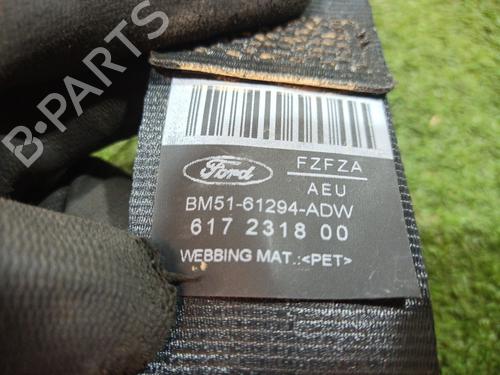 B-PARTS
Ford
FZFZA
AEU
BM51-61294-ADW
617 2318 00
WEBBING MAT.:<PET>